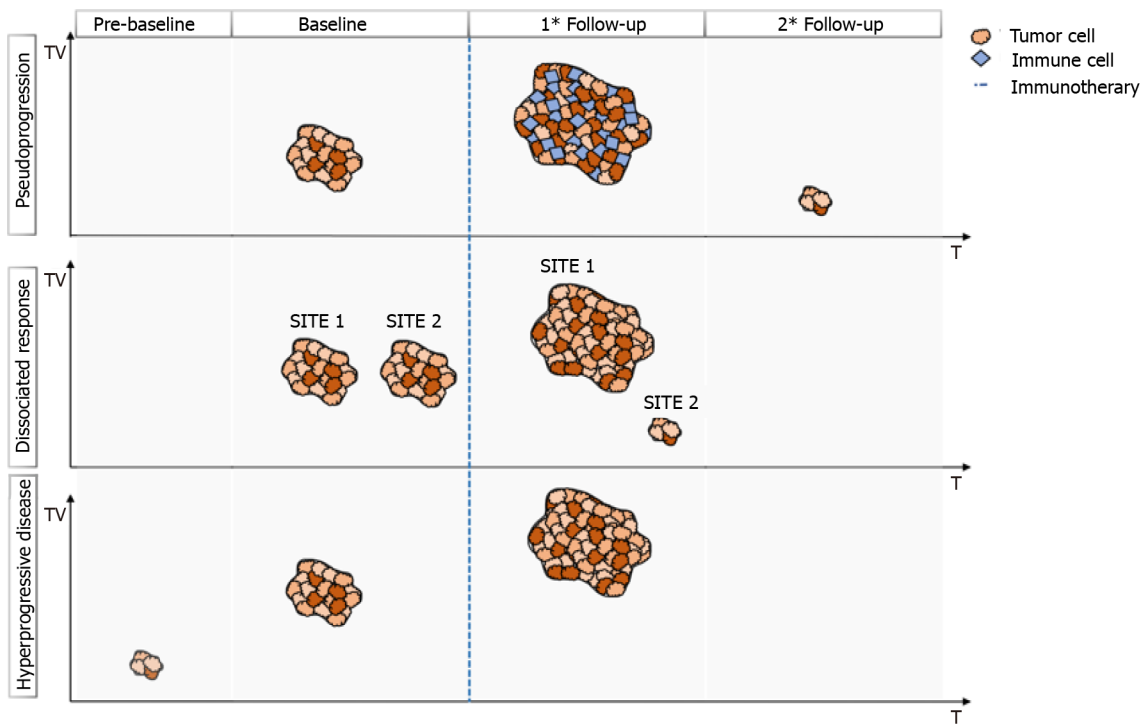 Pre-baseline
Baseline
1* Follow-up
2* Follow-up
Tumor cell
Immune cell
Immunotherary
Pseudoprogression
TV
T
Dissociated response
TV
SITE 1
SITE 2
SITE 1
SITE 2
T
Hyperprogressive disease
TV
T